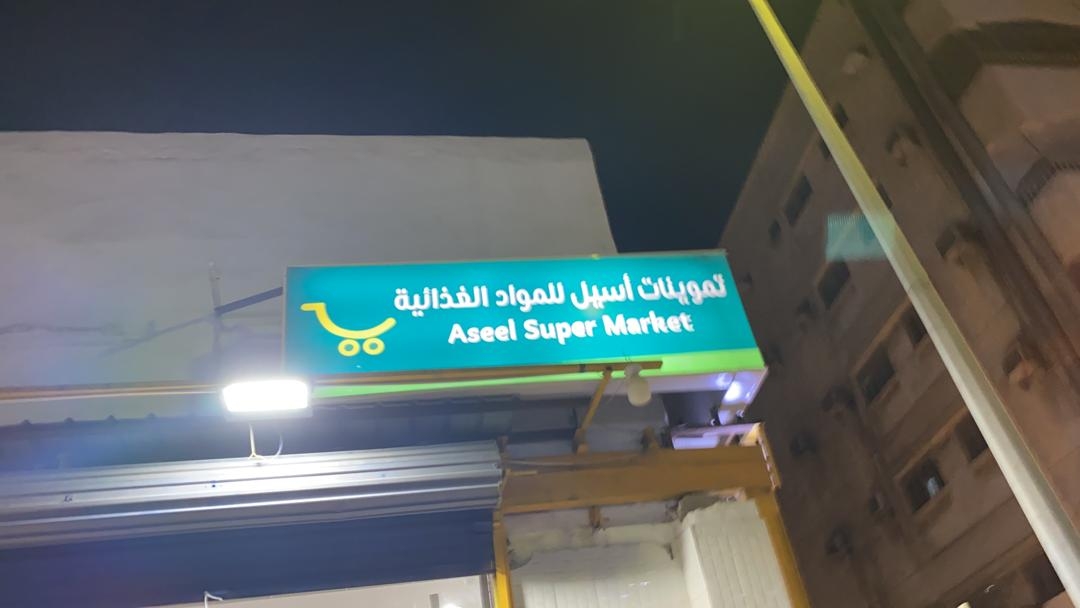 تموينات أسيل للمواد الغذائية
Aseel Super Market